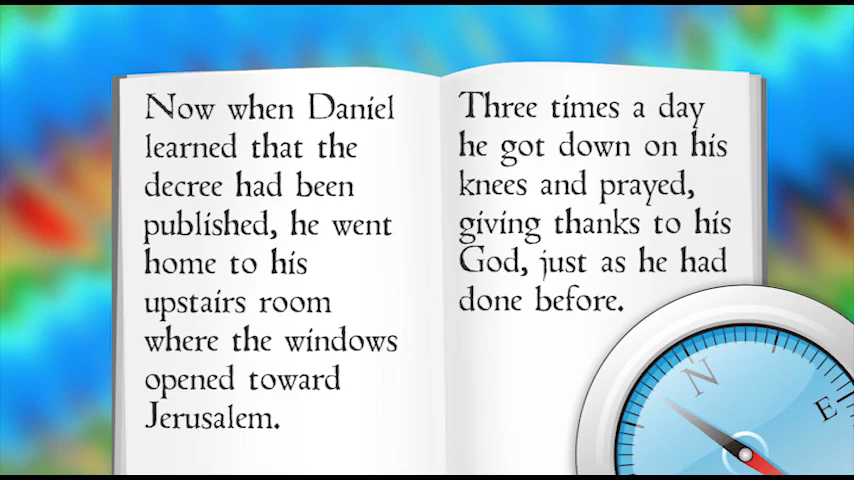 Now when Daniel
learned that the
decree had been
published, he went
home to his
upstairs room
where the windows
opened toward
Jerusalem.
Three times a day
he got down on his
knees and prayed,
giving thanks to his
God, just as he had
done before.
N
E